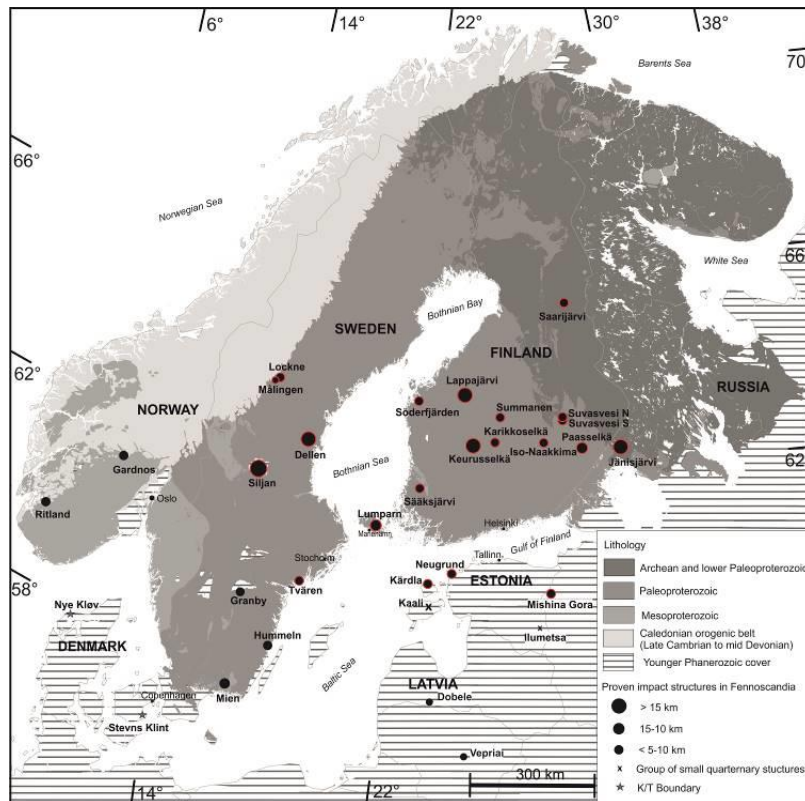 6°
14°
22°
30°
38°
Barents Sea
70
66°
Norwegian Sea
66
White Sea
Bothnian Bay
Saarijärvi
SWEDEN
FINLAND
62°
Lockne
Målingen
Lappajärvi
RUSSIA
Söderfjärden
Summanen
Suvasvesi N
Suvasvesi S
NORWAY
Karikkoselkä
Paasselkä
Dellen
Keuruselkä
Iso-Naakkima
Jänisjärvi
62
Gardnos
Bothnian Sea
Siljan
Oslo
Sääksjärvi
Ritland
Lumparn
Helsinki
Gulf of Finland
Stocholm
Tallinn
Neugrund
58°
Tvären
Kärdla
ESTONIA
Granby
Kaali
Mishina Gora
Nye Kløv
Ilumetsa
DENMARK
Hummeln
Baltic Sea
LATVIA
Copenhagen
Mien
Dobele
Stevns Klint
Vepriai
14°
22°
300 km
Lithology
Archean and lower Paleoproterozoic
Paleoproterozoic
Mesoproterozoic
Caledonian orogenic belt
(Late Cambrian to mid Devonian)
Younger Phanerozoic cover
Proven impact structures in Fennoscandia
> 15 km
15-10 km
< 5-10 km
Group of small quaternary stuctures
K/T Boundary